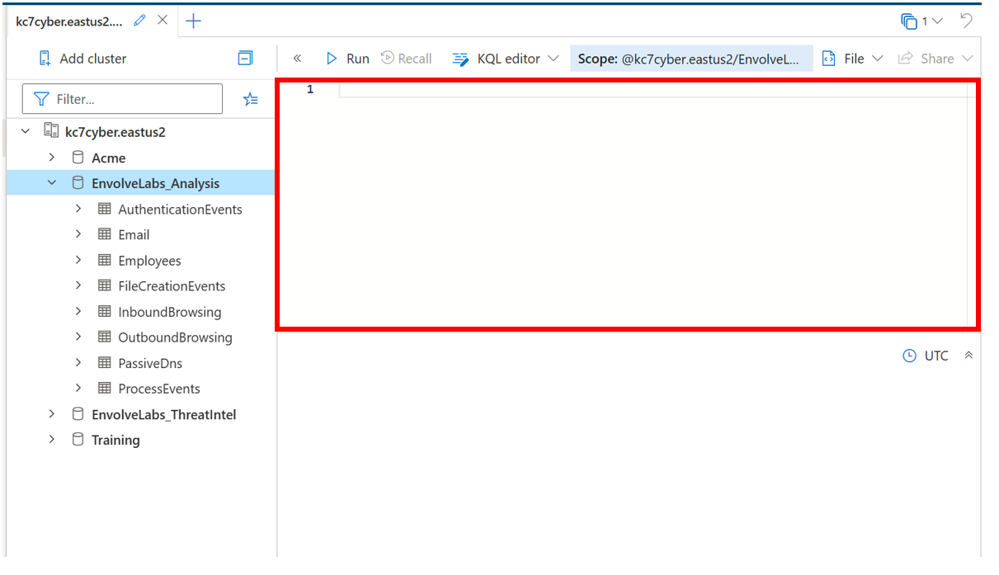 kc7cyber.eastus2....
1
Add cluster
Run Recall KQL editor Scope: @kc7cyber.eastus2/EnvolveL... File Share
Filter...
1
kc7cyber.eastus2
Acme
EnvolveLabs_Analysis
AuthenticationEvents
Email
Employees
FileCreationEvents
InboundBrowsing
OutboundBrowsing
PassiveDns
ProcessEvents
EnvolveLabs_ThreatIntel
Training
UTC